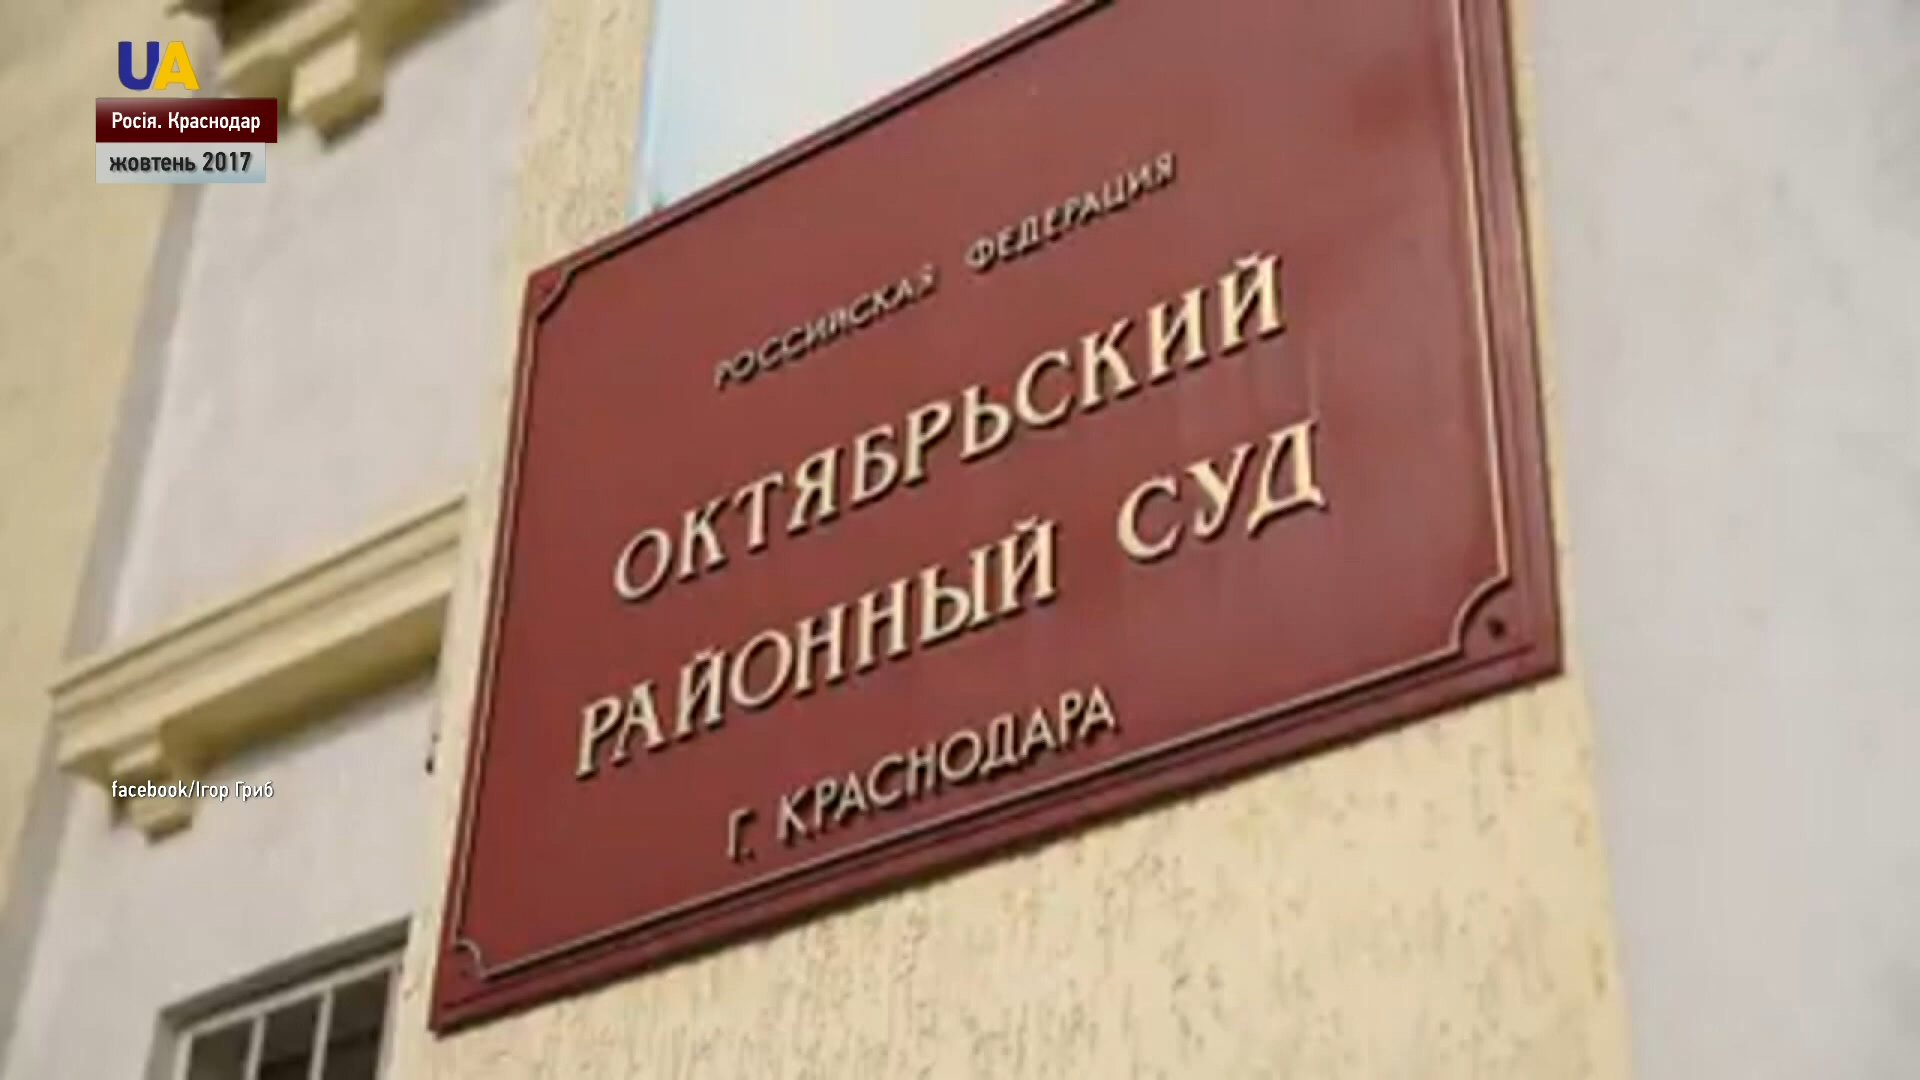 UA
Росія. Краснодар
жовтень 2017
РОССИЙСКАЯ ФЕДЕРАЦИЯ
ОКТЯБРЬСКИЙ
РАЙОННЫЙ СУД
Г. КРАСНОДАРА
facebook/Ігор Гриб